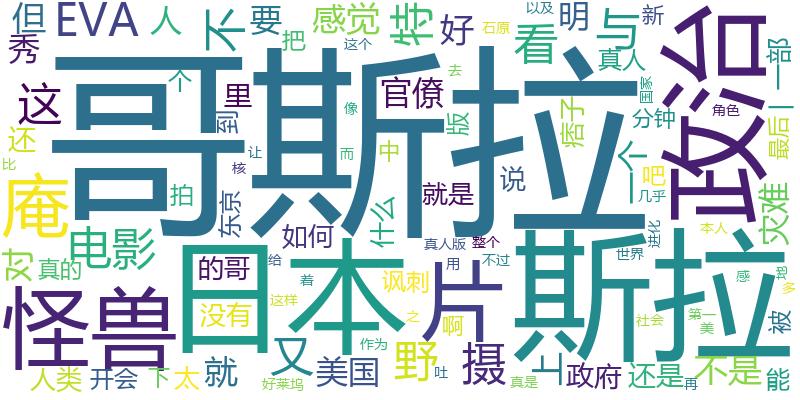 但 EVA 人 不 要 感觉 特 好 看 与 明 新 政治
秀 个 把 这个 石原 真人 一部
这 里 官僚 到 像 去 版 痞子 国家 分钟 角色 最后
还 哥斯拉 一个
比 庵 拍 核 让 而 中 就是 说 吧 几乎 灾难
对 电影 东京 如何 什么 真人版 整个 世界 进化 本人
真的 的哥 给 着 用 不过 斯拉 感 地
怪兽 没有 日本 讽刺 片 社会 第一 多
这样 之 啊 美 被
作为 上
人类 开会 下 太 就 又 美国 野 吐 摄 政府 还是 不是 能
好莱坞 真是 再 以及